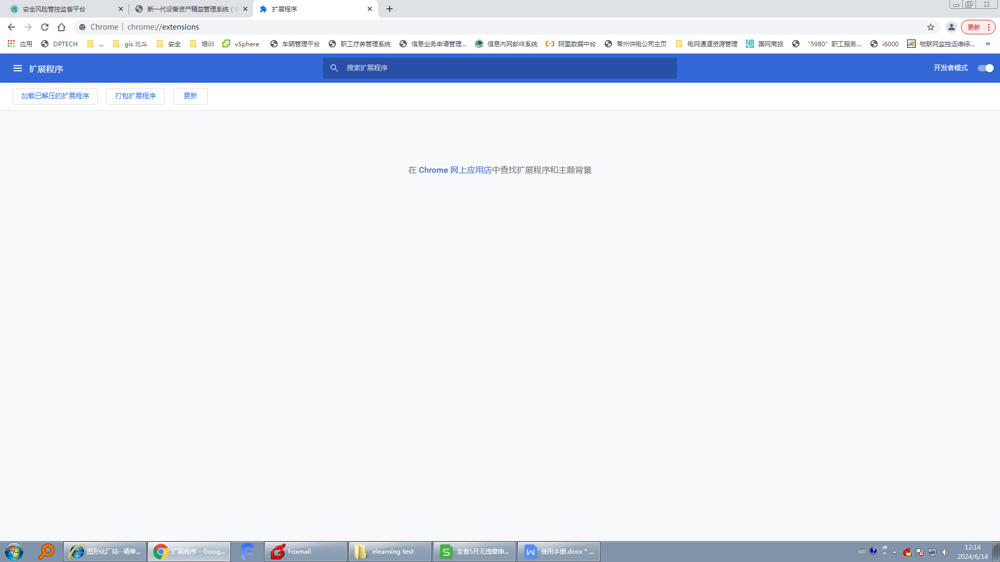 安全风险管控监督平台
新一代设备资产精益管理系统（P
扩展程序
Chrome
chrome://extensions
更新
应用
DPTECH
...
gis 北斗
安全
培训
vSphere
车辆管理平台
职工疗养管理系统
信息业务申请管理...
信息内网邮件系统
阿里数据中台
常州供电公司主页
电网通道资源管理
国网商旅
“5980”职工服务...
i6000
物联网监控运维综...
»
扩展程序
搜索扩展程序
开发者模式
加载已解压的扩展程序
打包扩展程序
更新
在 Chrome 网上应用店中查找扩展程序和主题背景
图形化厂站--请单...
扩展程序 - Goog...
Foxmail
elearning test
全省5月无违章申...
使用手册.docx * ...
12:14
2024/6/14